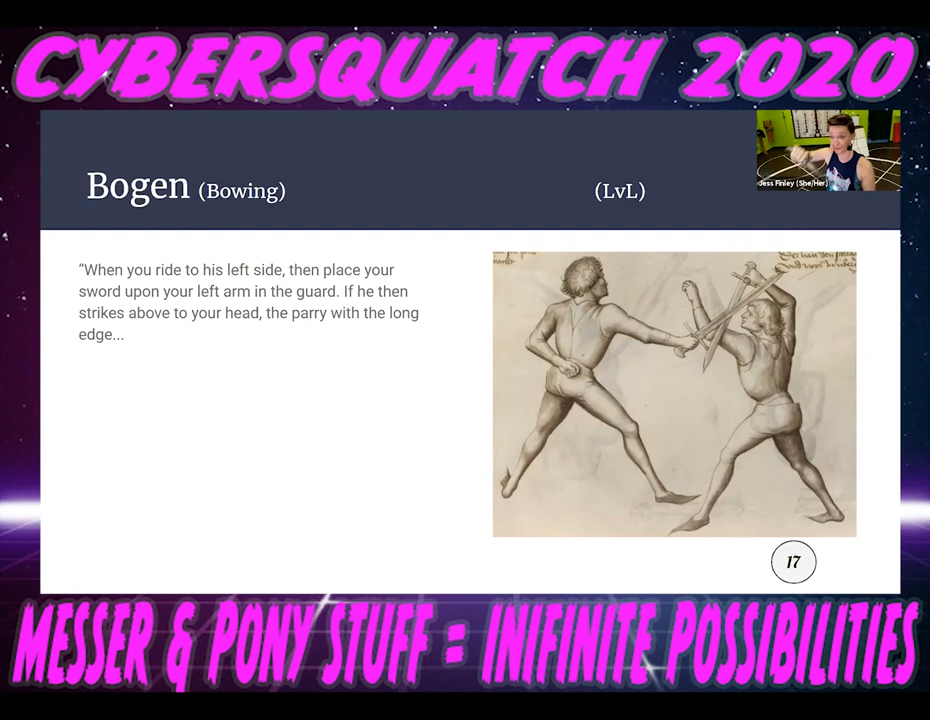 CYBERSQUATCH 2020
Jess Finley (She/Her)
Bogen (Bowing)
(LvL)
“When you ride to his left side, then place your
sword upon your left arm in the guard. If he then
strikes above to your head, the parry with the long
edge...
17
MESSER & PONY STUFF = INIFINITE POSSIBILITIES